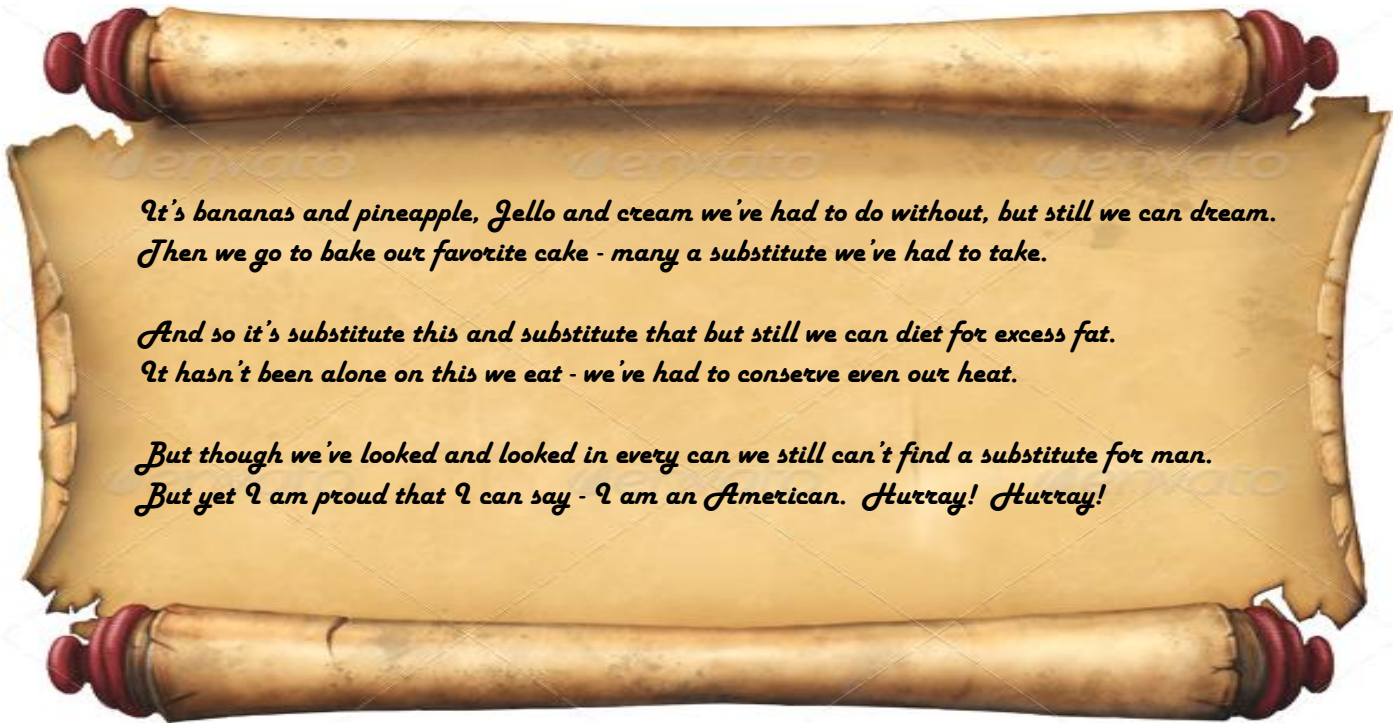 envato envato envato
It's bananas and pineapple, Jello and cream we've had to do without, but still we can dream.
Then we go to bake our favorite cake - many a substitute we've had to take.
And so it's substitute this and substitute that but still we can diet for excess fat.
It hasn't been alone on this we eat - we've had to conserve even our heat.
But though we've looked and looked in every can we still can't find a substitute for man.
But yet I am proud that I can say - I am an American. Hurray! Hurray!